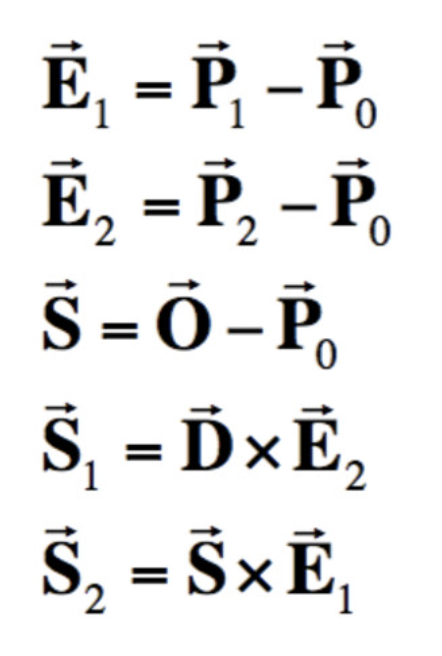 E⃗₁ = P⃗₁ − P⃗₀
E⃗₂ = P⃗₂ − P⃗₀
S⃗ = O⃗ − P⃗₀
S⃗₁ = D⃗ × E⃗₂
S⃗₂ = S⃗ × E⃗₁